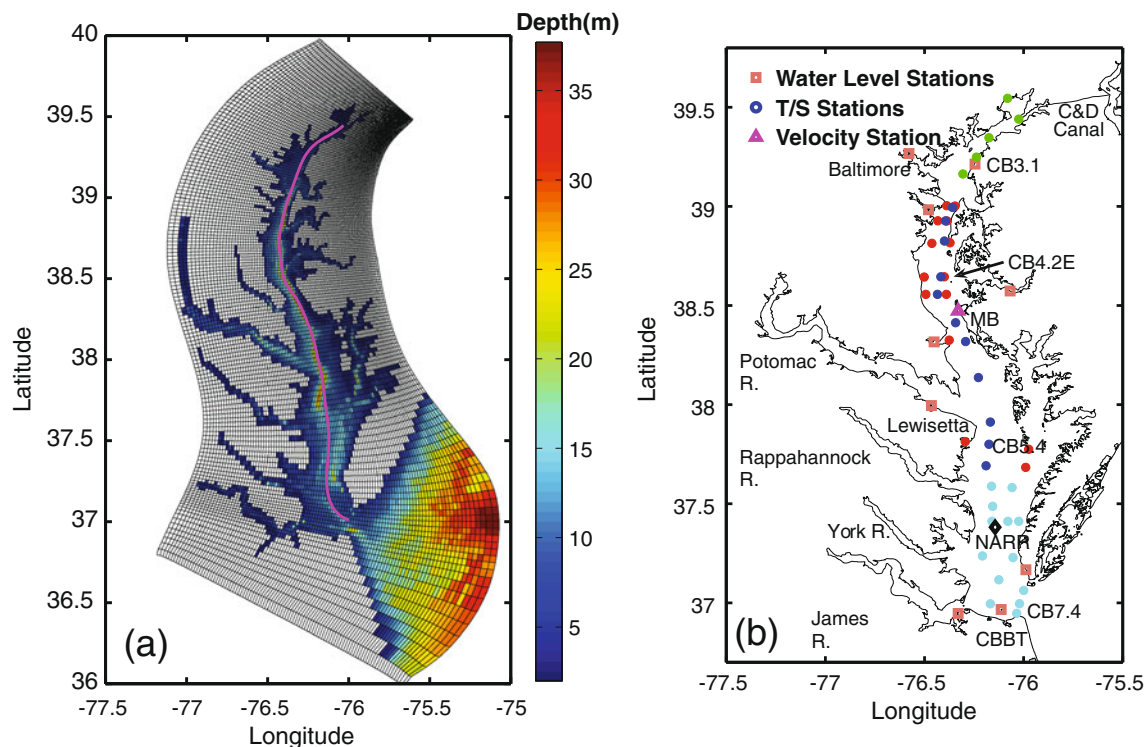 Depth(m)
40
39.5
39
38.5
38
37.5
37
36.5
36
Latitude
-77.5
-77
-76.5
-76
-75.5
-75
Longitude
(a)
35
30
25
20
15
10
5
Water Level Stations
T/S Stations
Velocity Station
C&D
Canal
Baltimore
CB3.1
CB4.2E
MB
Potomac
R.
Lewisetta
CB5.4
Rappahannock
R.
NARR
York R.
CB7.4
James
R.
CBBT
(b)
39.5
39
38.5
38
37.5
37
Latitude
-77.5
-77
-76.5
-76
-75.5
Longitude